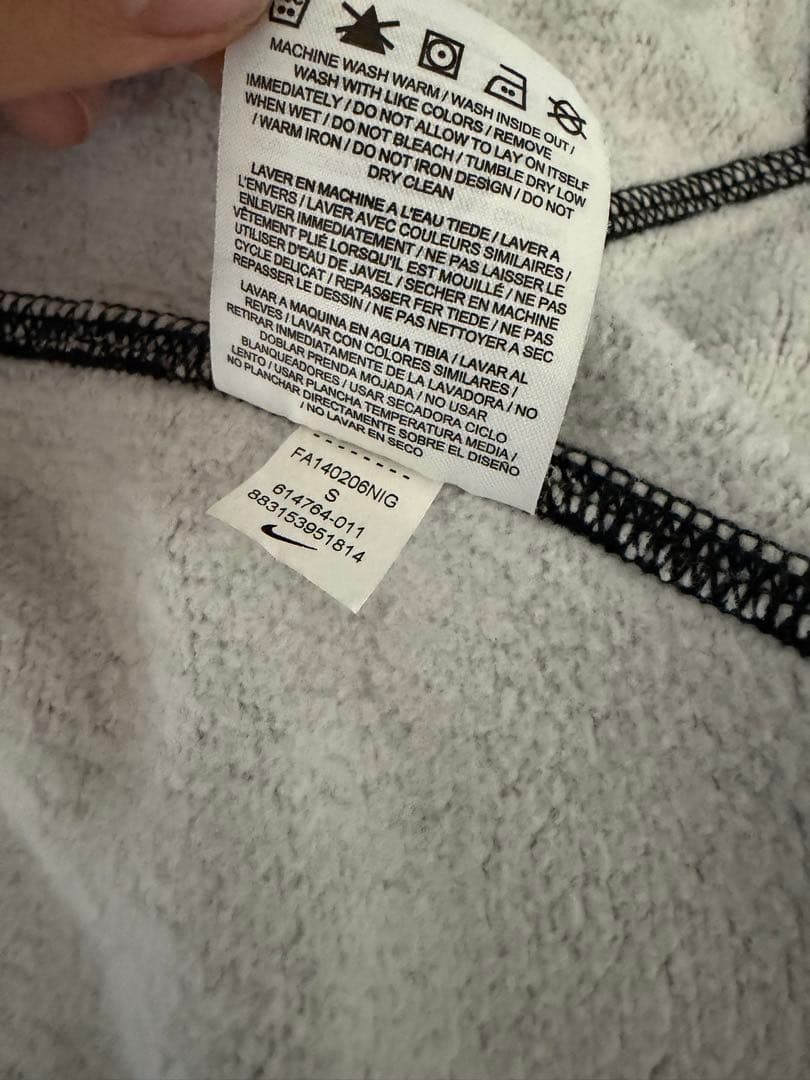 MACHINE WASH WARM / WASH INSIDE OUT /
WASH WITH LIKE COLORS / REMOVE
IMMEDIATELY / DO NOT ALLOW TO LAY ON ITSELF
WHEN WET / DO NOT BLEACH / TUMBLE DRY LOW
/ WARM IRON / DO NOT IRON DESIGN / DO NOT
DRY CLEAN
LAVER EN MACHINE A L'EAU TIEDE / LAVER A
L'ENVERS / LAVER AVEC COULEURS SIMILAIRES /
ENLEVER IMMEDIATEMENT / NE PAS LAISSER LE
VÊTEMENT PLIÉ LORSQU'IL EST MOUILLÉ / NE PAS
UTILISER D'EAU DE JAVEL / SECHER EN MACHINE
CYCLE DELICAT / REPASSER FER TIEDE / NE PAS
REPASSER LE DESSIN / NE PAS NETTOYER A SEC
LAVAR A MAQUINA EN AGUA TIBIA / LAVAR AL
REVES / LAVAR CON COLORES SIMILARES /
RETIRAR INMEDIATAMENTE DE LA LAVADORA / NO
DOBLAR PRENDA MOJADA / NO USAR
BLANQUEADORES / USAR SECADORA CICLO
LENTO / USAR PLANCHA TEMPERATURA MEDIA /
NO PLANCHAR DIRECTAMENTE SOBRE EL DISEÑO
/ NO LAVAR EN SECO
FA140206NIG
S
614764-011
883153951814